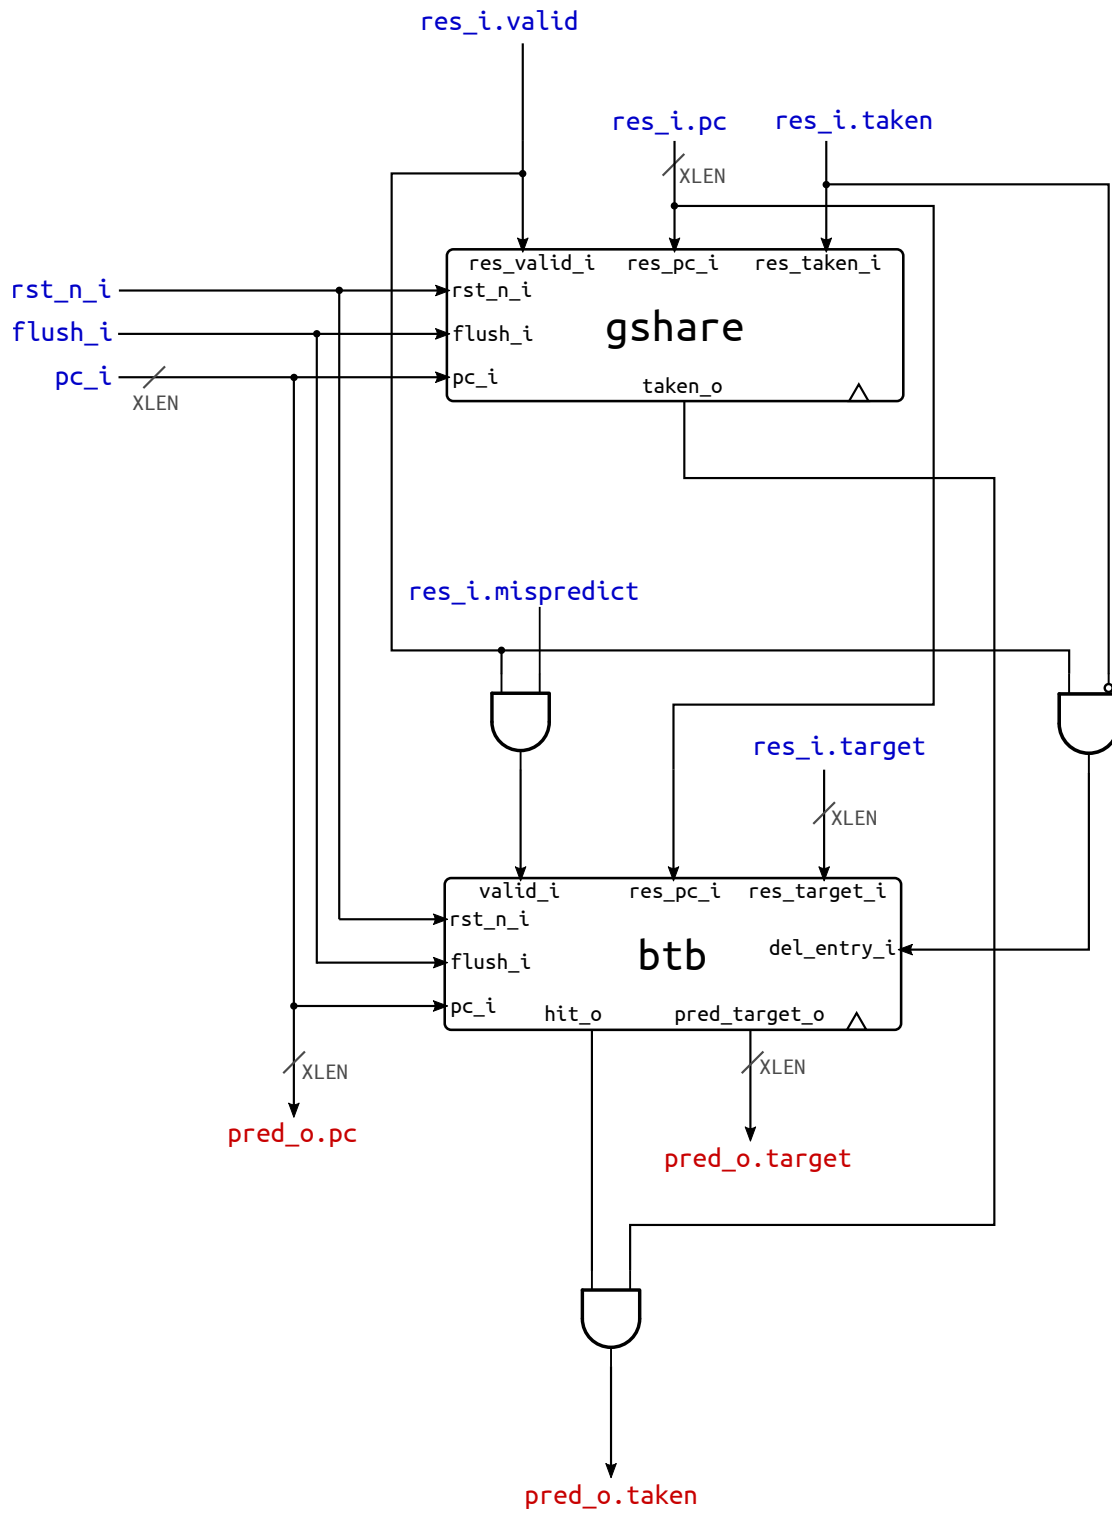 res_i.valid
res_i.pc
res_i.taken
XLEN
res_valid_i
res_pc_i
res_taken_i
rst_n_i
rst_n_i
flush_i
flush_i
gshare
pc_i
pc_i
XLEN
taken_o
res_i.mispredict
res_i.target
XLEN
valid_i
res_pc_i
res_target_i
rst_n_i
del_entry_i
flush_i
btb
pc_i
hit_o
pred_target_o
XLEN
XLEN
pred_o.pc
pred_o.target
pred_o.taken